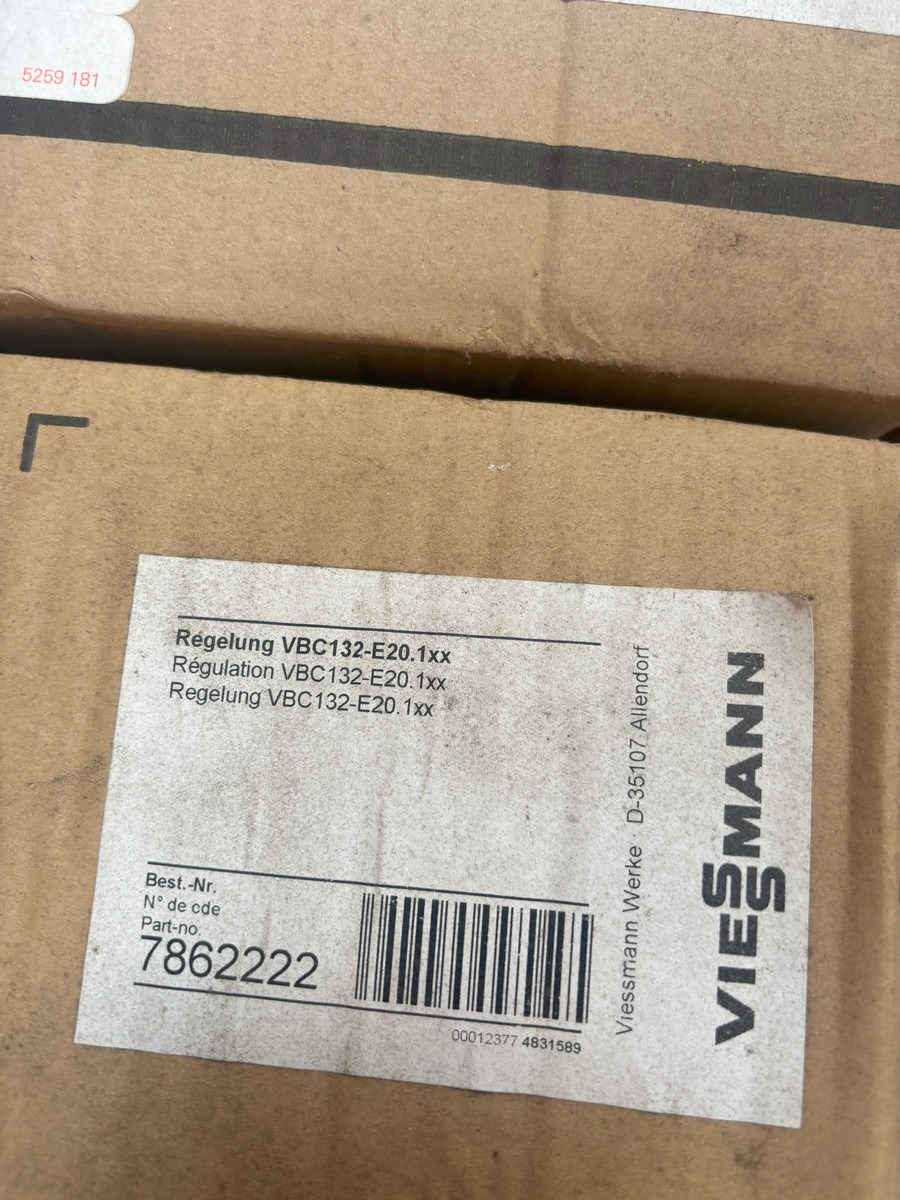 5259 181
Regelung VBC132-E20.1xx
Régulation VBC132-E20.1xx
Regelung VBC132-E20.1xx
Best.-Nr.
N° de cde
Part-no.
7862222
00012377 4831589
Viessmann Werke D-35107 Allendorf
VIESSMANN